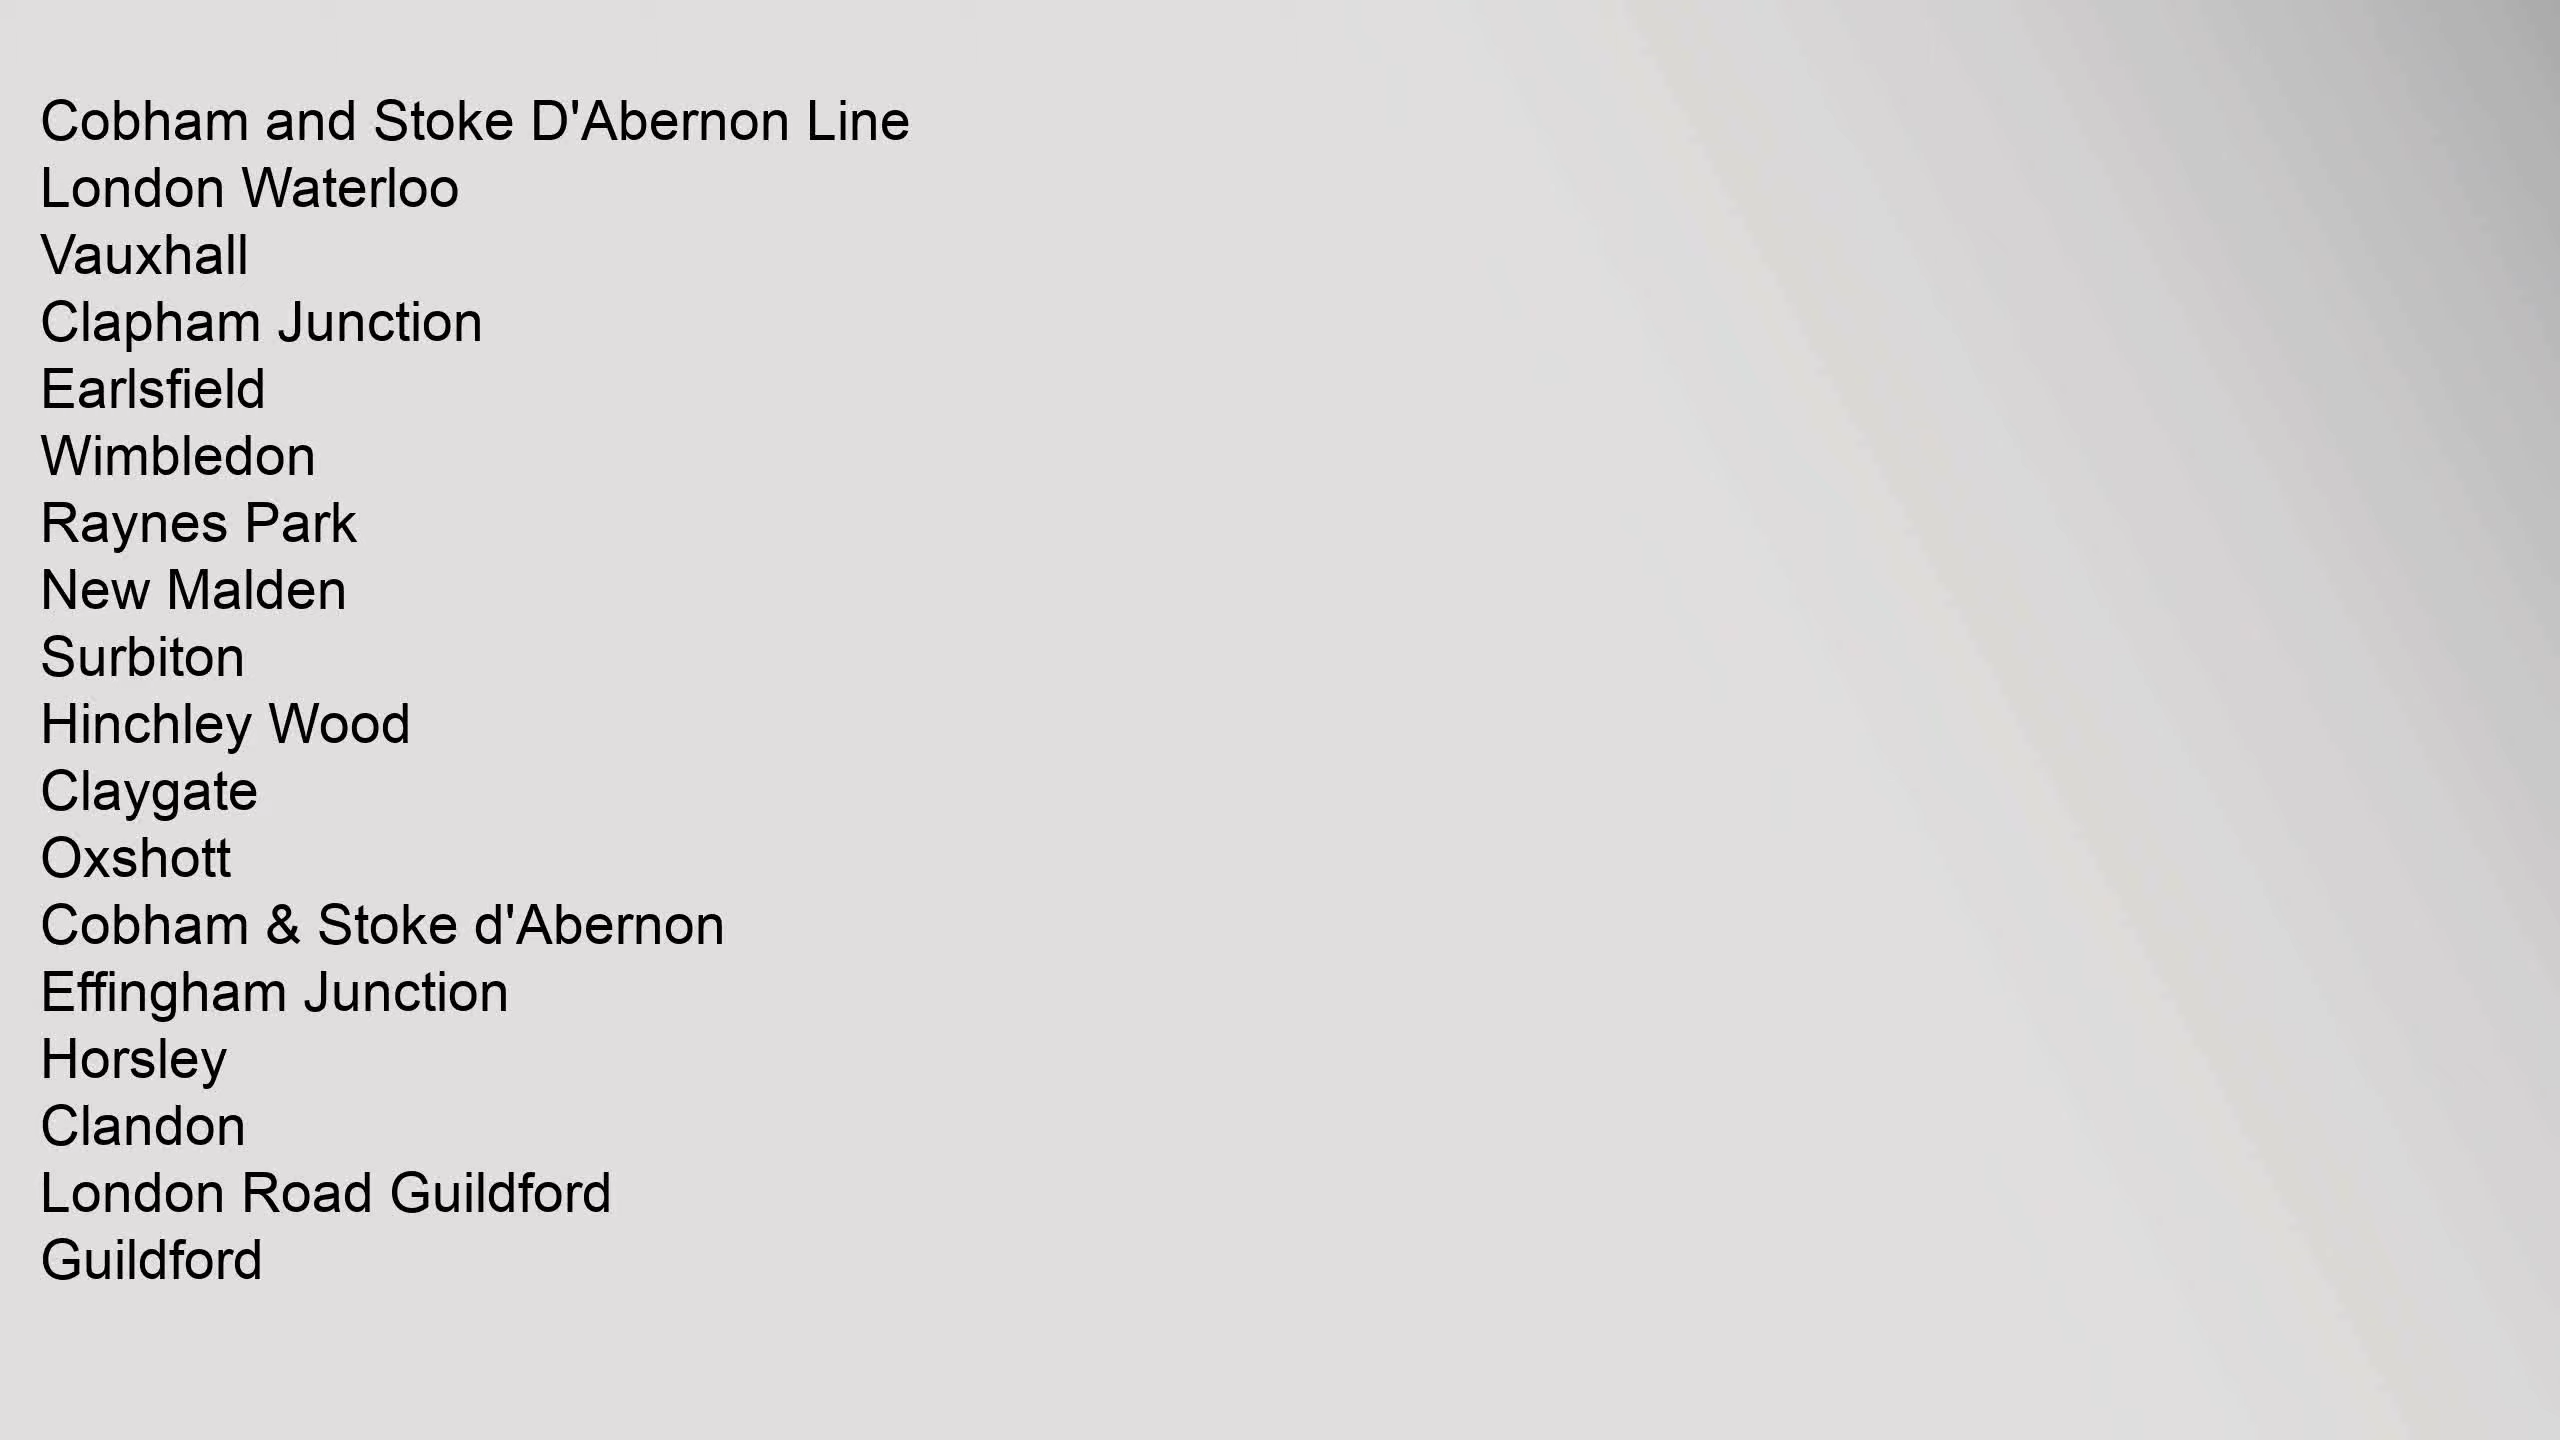 Cobham and Stoke D'Abernon Line
London Waterloo
Vauxhall
Clapham Junction
Earlsfield
Wimbledon
Raynes Park
New Malden
Surbiton
Hinchley Wood
Claygate
Oxshott
Cobham & Stoke d'Abernon
Effingham Junction
Horsley
Clandon
London Road Guildford
Guildford